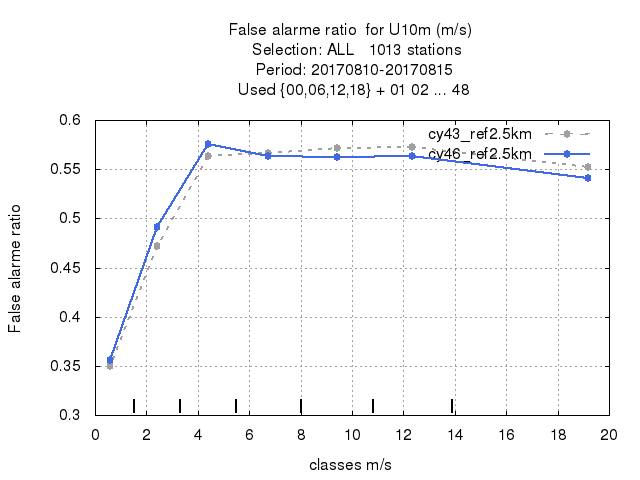 False alarme ratio  for U10m (m/s)
Selection: ALL   1013 stations
Period: 20170810-20170815
Used {00,06,12,18} + 01 02 ... 48
cy43_ref2.5km
cy46_ref2.5km
0.6
0.55
0.5
0.45
0.4
0.35
0.3
False alarme ratio
0 2 4 6 8 10 12 14 16 18 20
classes m/s